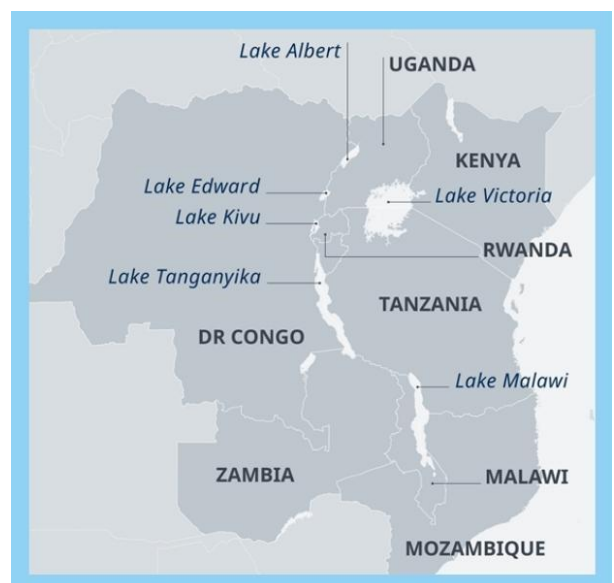 Lake Albert
UGANDA
KENYA
Lake Edward
Lake Victoria
Lake Kivu
RWANDA
Lake Tanganyika
TANZANIA
DR CONGO
Lake Malawi
ZAMBIA
MALAWI
MOZAMBIQUE